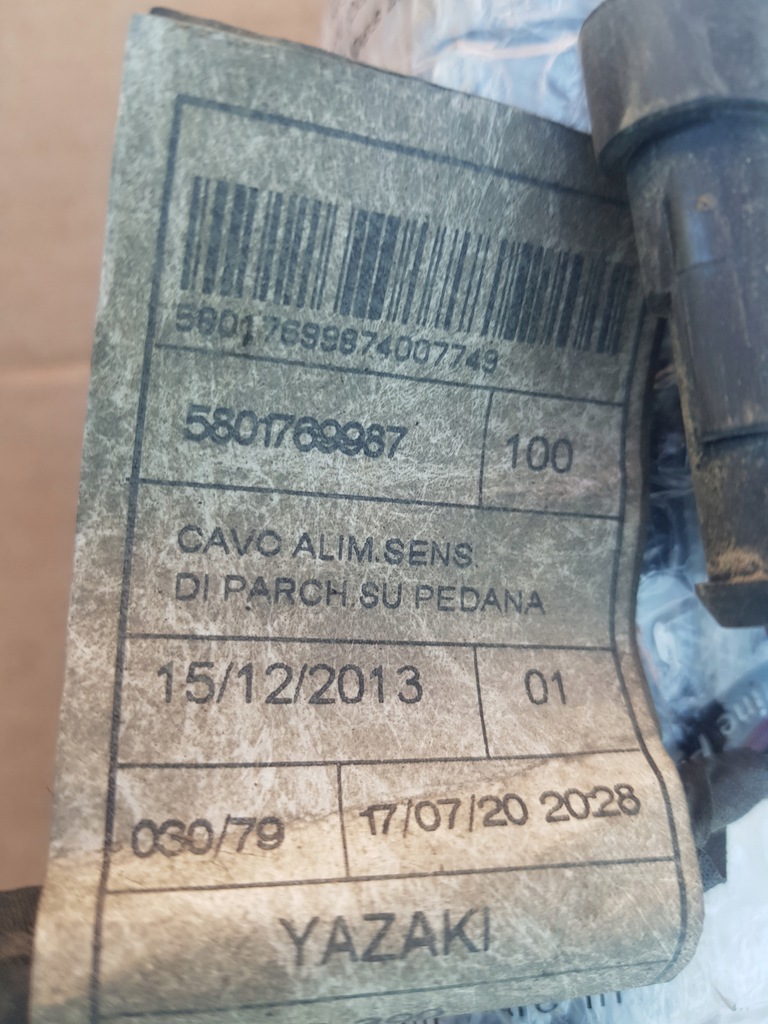 58017699874007749
5801769987
100
CAVO ALIM.SENS.
DI PARCH.SU PEDANA
15/12/2013
01
030/79
17/07/20 2028
YAZAKI